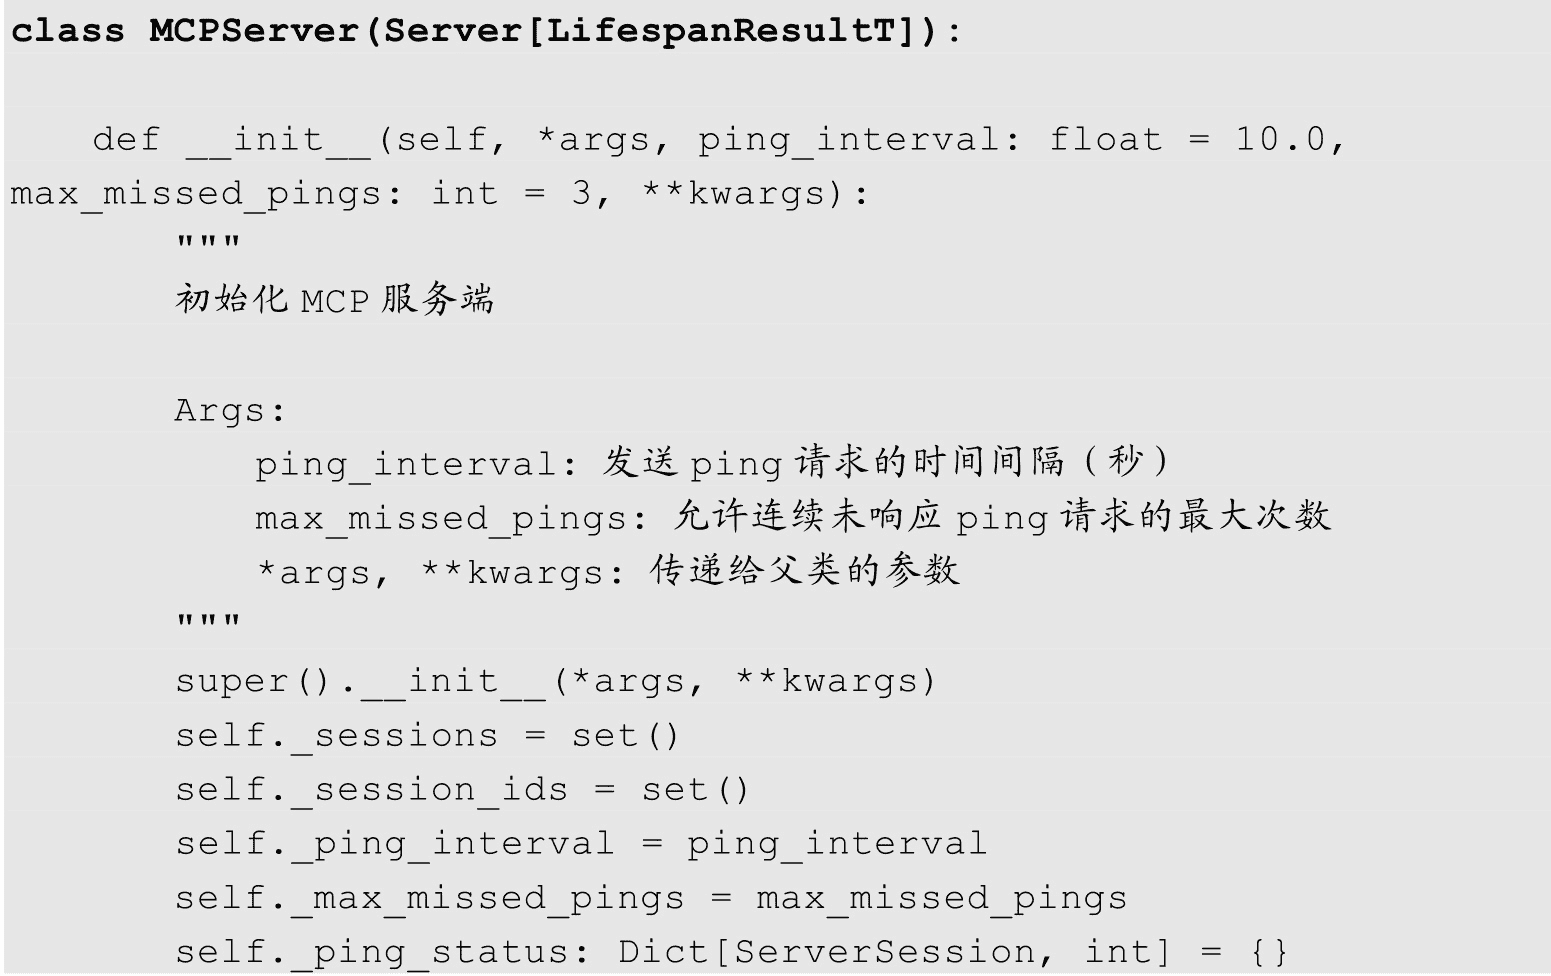 class MCPServer(Server[LifespanResultT]):
def __init__(self, *args, ping_interval: float = 10.0,
max_missed_pings: int = 3, **kwargs):
"""
初始化 MCP 服务端
Args:
ping_interval: 发送 ping 请求的时间间隔（秒）
max_missed_pings: 允许连续未响应 ping 请求的最大次数
*args, **kwargs: 传递给父类的参数
"""
super().__init__(*args, **kwargs)
self._sessions = set()
self._session_ids = set()
self._ping_interval = ping_interval
self._max_missed_pings = max_missed_pings
self._ping_status: Dict[ServerSession, int] = {}